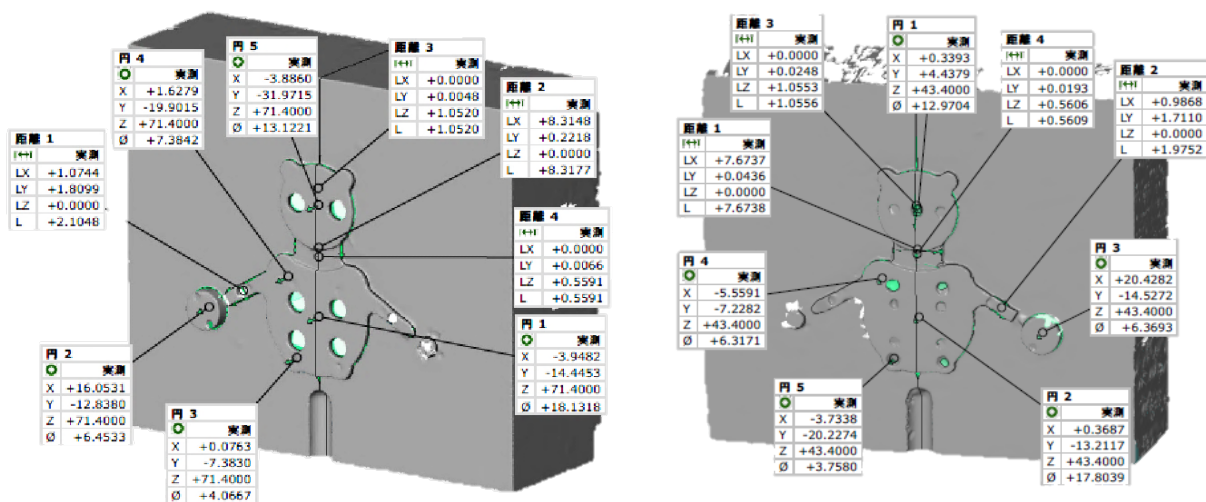 円 4
実測
X +1.6279
Y -19.9015
Z +71.4000
Ø +7.3842
円 5
実測
X -3.8860
Y -31.9715
Z +71.4000
Ø +13.1221
距離 3
実測
LX +0.0000
LY +0.0048
LZ +1.0520
L +1.0520
距離 2
実測
LX +8.3148
LY +0.2218
LZ +0.0000
L +8.3177
距離 1
実測
LX +1.0744
LY +1.8099
LZ +0.0000
L +2.1048
距離 4
実測
LX +0.0000
LY +0.0066
LZ +0.5591
L +0.5591
円 2
実測
X +16.0531
Y -12.8380
Z +71.4000
Ø +6.4533
円 3
実測
X +0.0763
Y -7.3830
Z +71.4000
Ø +4.0667
円 1
実測
X -3.9482
Y -14.4453
Z +71.4000
Ø +18.1318
距離 3
実測
LX +0.0000
LY +0.0248
LZ +1.0553
L +1.0556
円 1
実測
X +0.3393
Y +4.4379
Z +43.4000
Ø +12.9704
距離 4
実測
LX +0.0000
LY +0.0193
LZ +0.5606
L +0.5609
距離 2
実測
LX +0.9868
LY +1.7110
LZ +0.0000
L +1.9752
距離 1
実測
LX +7.6737
LY +0.0436
LZ +0.0000
L +7.6738
円 4
実測
X -5.5591
Y -7.2282
Z +43.4000
Ø +6.3171
円 3
実測
X +20.4282
Y -14.5272
Z +43.4000
Ø +6.3693
円 5
実測
X -3.7338
Y -20.2274
Z +43.4000
Ø +3.7580
円 2
実測
X +0.3687
Y -13.2117
Z +43.4000
Ø +17.8039